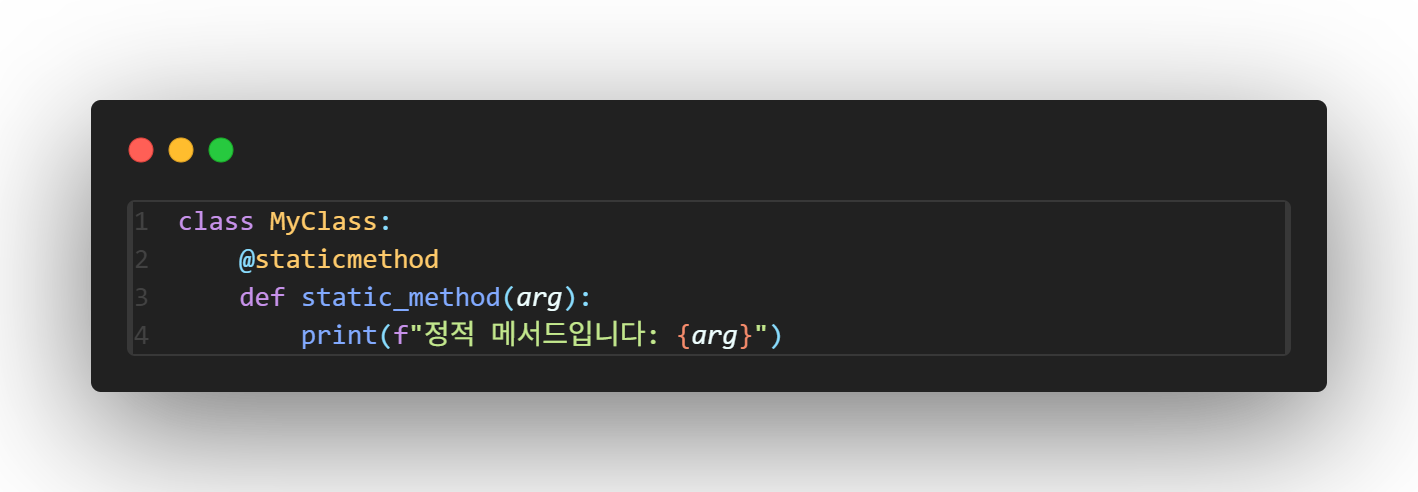 1 class MyClass:
2     @staticmethod
3     def static_method(arg):
4         print(f"정적 메서드입니다: {arg}")